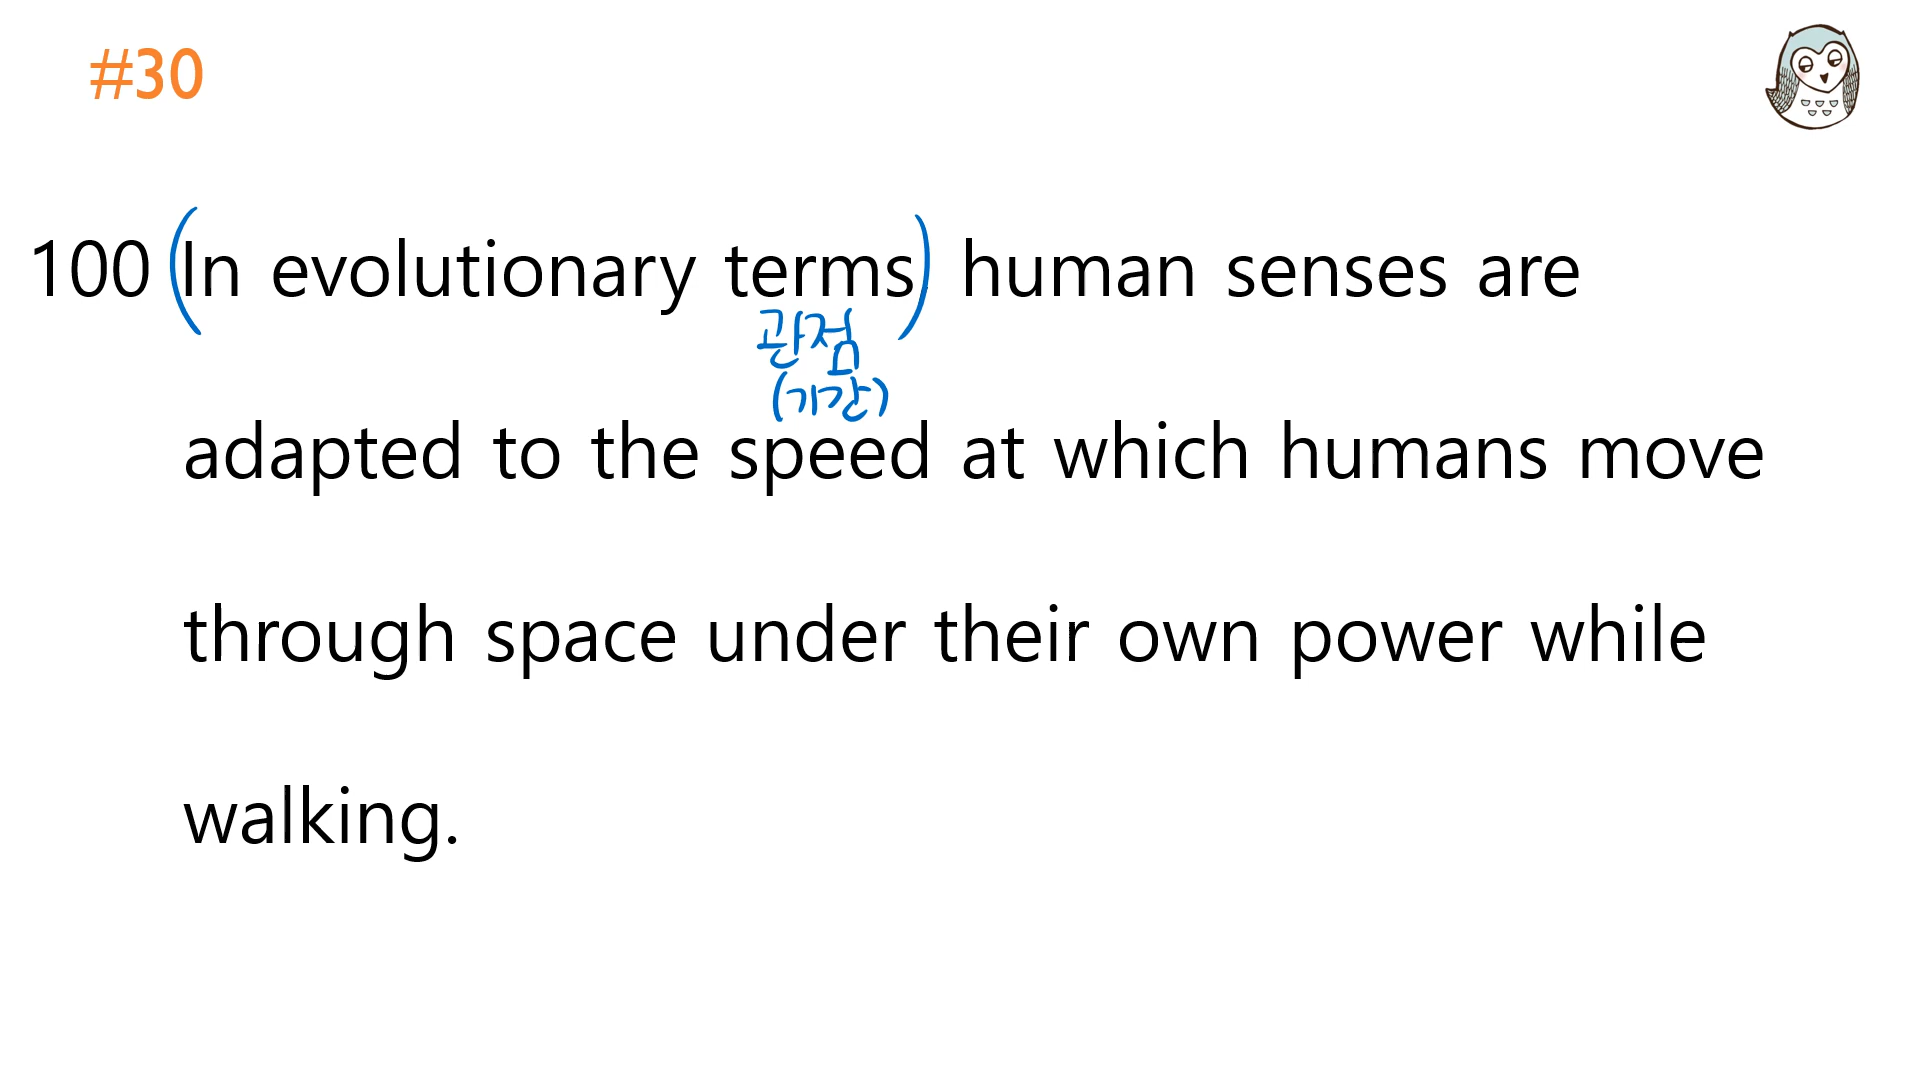 #30
100 (In evolutionary terms) human senses are
관점
(기간)
adapted to the speed at which humans move
through space under their own power while
walking.